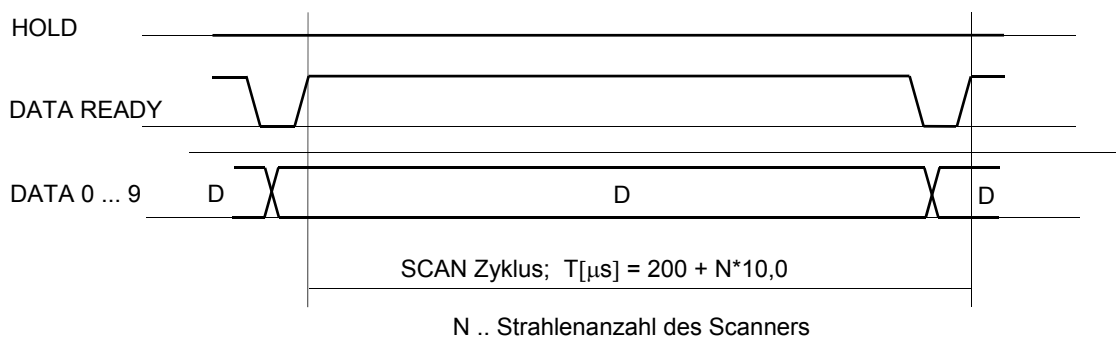 HOLD
DATA READY
DATA 0 ... 9 D D D
SCAN Zyklus; T[μs] = 200 + N*10,0
N .. Strahlenanzahl des Scanners